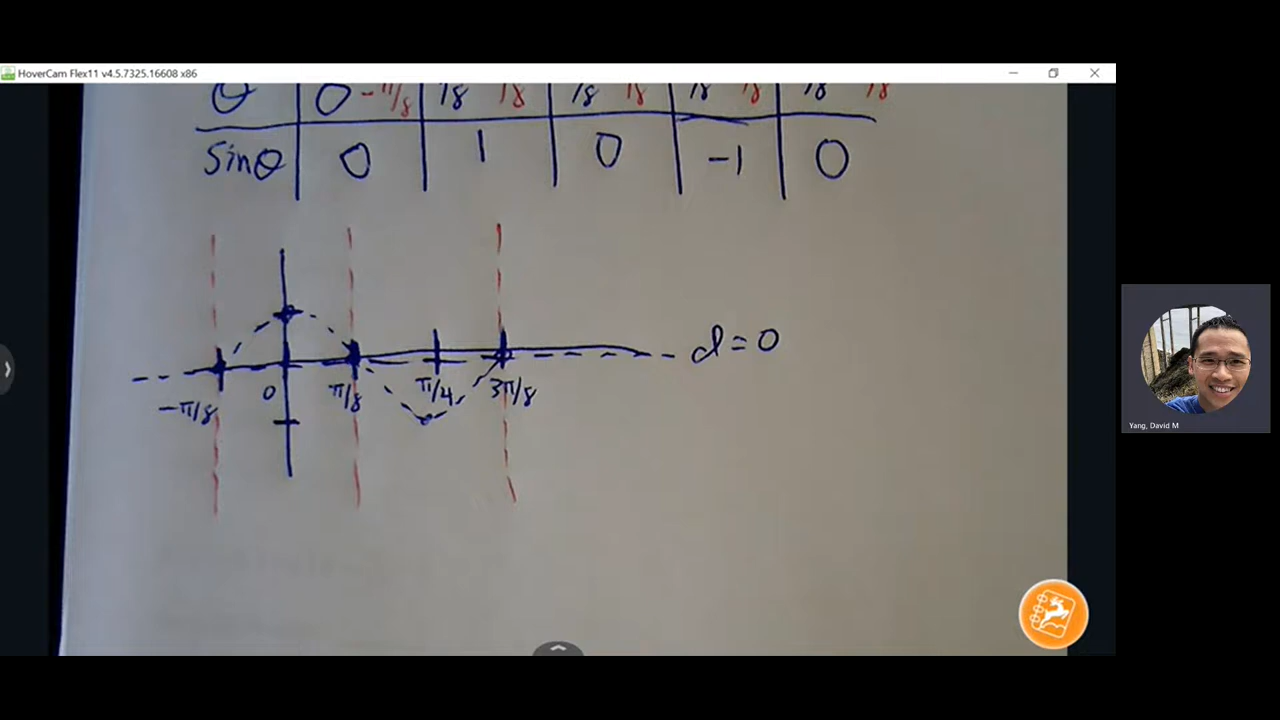 HoverCam Flex11 v4.5.7325.16608 x86
θ 0 -π/8 /8 /8 /8 /8 /8 /8 /8 /8
Sinθ 0 1 0 -1 0
d = 0
-π/8 0 π/8 π/4 3π/8
Yang, David M